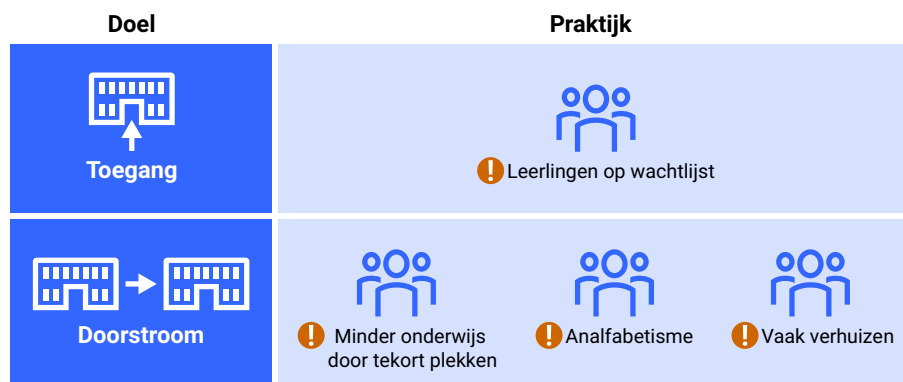 Doel
Praktijk
Toegang
! Leerlingen op wachtlijst
Doorstroom
! Minder onderwijs
door tekort plekken
! Analfabetisme
! Vaak verhuizen